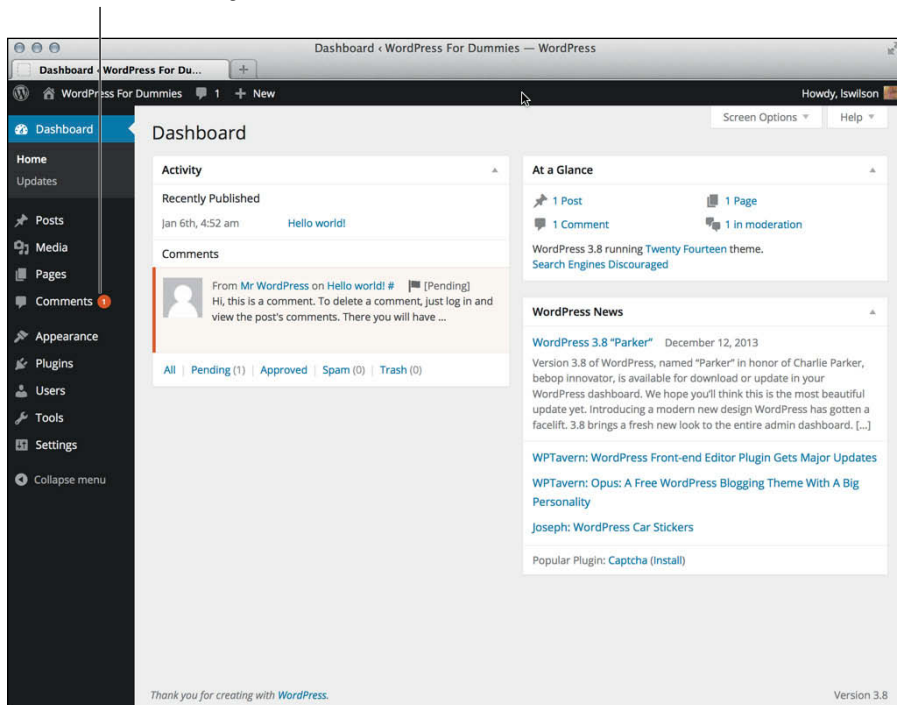 Dashboard ‹ WordPress For Dummies — WordPress
Dashboard ‹ WordPress For Du...
WordPress For Dummies 1 + New
Howdy, lswilson
Screen Options
Help
Dashboard
Home
Updates
Posts
Media
Pages
Comments 1
Appearance
Plugins
Users
Tools
Settings
Collapse menu
Dashboard
Activity
Recently Published
Jan 6th, 4:52 am Hello world!
Comments
From Mr WordPress on Hello world! # [Pending]
Hi, this is a comment. To delete a comment, just log in and
view the post's comments. There you will have ...
All | Pending (1) | Approved | Spam (0) | Trash (0)
At a Glance
1 Post 1 Page
1 Comment 1 in moderation
WordPress 3.8 running Twenty Fourteen theme.
Search Engines Discouraged
WordPress News
WordPress 3.8 “Parker” December 12, 2013
Version 3.8 of WordPress, named “Parker” in honor of Charlie Parker,
bebop innovator, is available for download or update in your
WordPress dashboard. We hope you’ll think this is the most beautiful
update yet. Introducing a modern new design WordPress has gotten a
facelift. 3.8 brings a fresh new look to the entire admin dashboard. [...]
WPTavern: WordPress Front-end Editor Plugin Gets Major Updates
WPTavern: Opus: A Free WordPress Blogging Theme With A Big
Personality
Joseph: WordPress Car Stickers
Popular Plugin: Captcha (Install)
Thank you for creating with WordPress.
Version 3.8